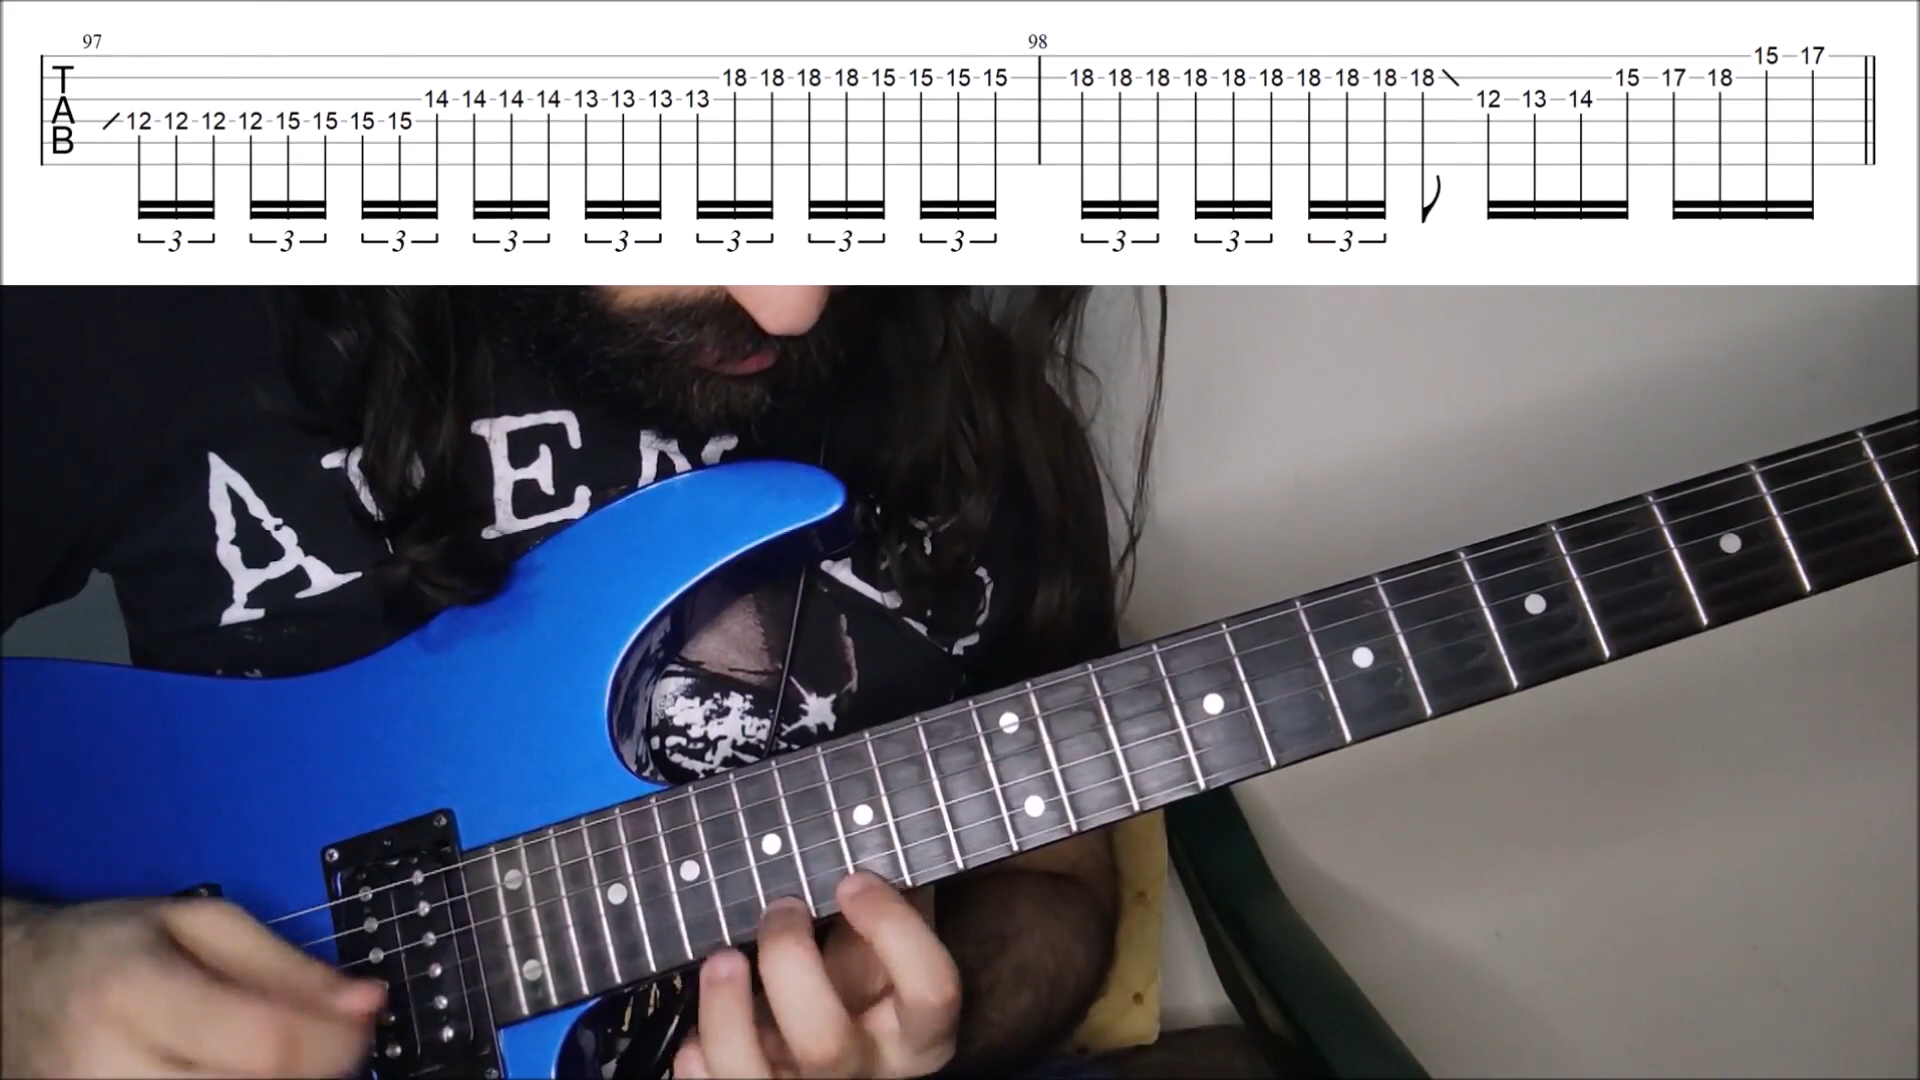 97 98
15 17
18 18 18 18 15 15 15 15 18 18 18 18 18 18 18 18 18 18 15 17 18
T 14 14 14 14 13 13 13 13 12 13 14
A 12 12 12 12 15 15 15 15
B
3 3 3 3 3 3 3 3 3 3 3